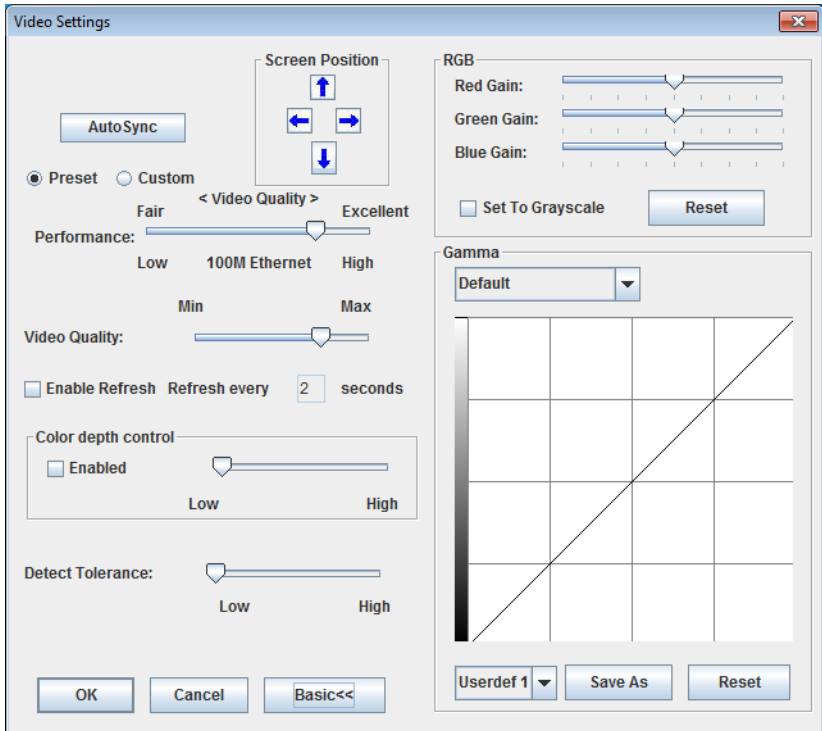 Video Settings
Screen Position
AutoSync
Preset
Custom
< Video Quality >
Fair
Excellent
Performance:
Low
100M Ethernet
High
Min
Max
Video Quality:
Enable Refresh
Refresh every
2
seconds
Color depth control
Enabled
Low
High
Detect Tolerance:
Low
High
OK
Cancel
Basic<<
RGB
Red Gain:
Green Gain:
Blue Gain:
Set To Grayscale
Reset
Gamma
Default
Userdef 1
Save As
Reset